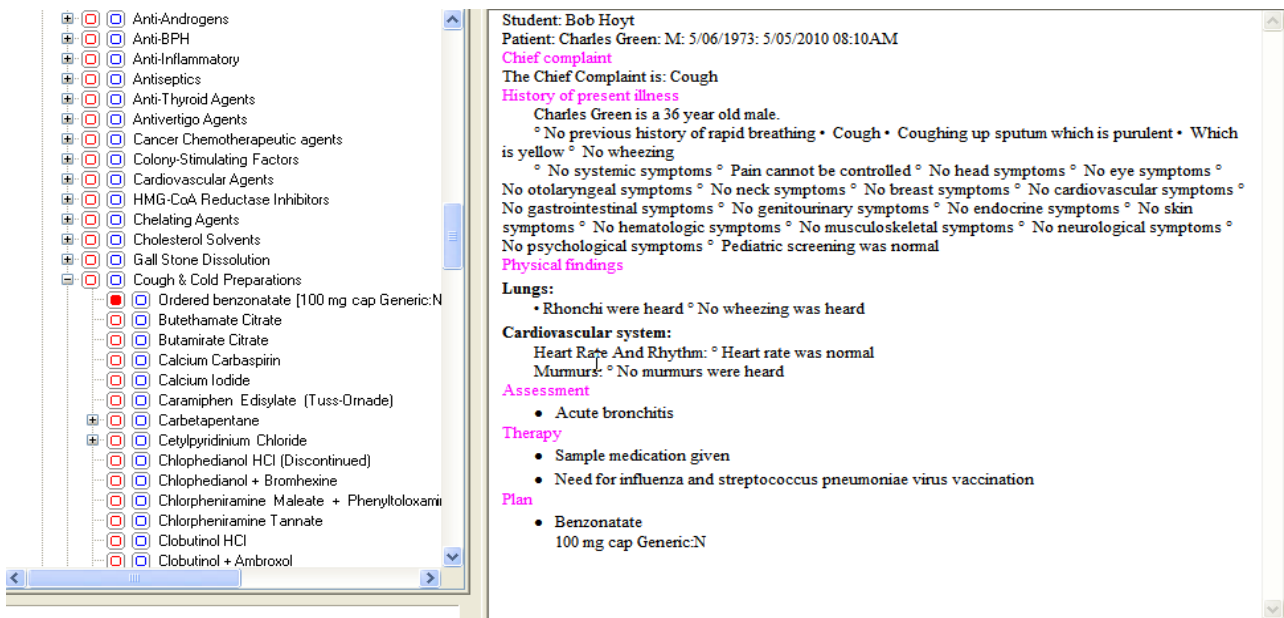 Anti-Androgens
Anti-BPH
Anti-Inflammatory
Antiseptics
Anti-Thyroid Agents
Antivertigo Agents
Cancer Chemotherapeutic agents
Colony-Stimulating Factors
Cardiovascular Agents
HMG-CoA Reductase Inhibitors
Chelating Agents
Cholesterol Solvents
Gall Stone Dissolution
Cough & Cold Preparations
Ordered benzonatate [100 mg cap Generic:N
Butethamate Citrate
Butamirate Citrate
Calcium Carbaspirin
Calcium Iodide
Caramiphen Edisylate (Tuss-Ornade)
Carbetapentane
Cetylpyridinium Chloride
Chlophedianol HCl (Discontinued)
Chlophedianol + Bromhexine
Chlorpheniramine Maleate + Phenyltoloxami
Chlorpheniramine Tannate
Clobutinol HCl
Clobutinol + Ambroxol
Student: Bob Hoyt
Patient: Charles Green: M: 5/06/1973: 5/05/2010 08:10AM
Chief complaint
The Chief Complaint is: Cough
History of present illness
Charles Green is a 36 year old male.
° No previous history of rapid breathing • Cough • Coughing up sputum which is purulent • Which
is yellow ° No wheezing
° No systemic symptoms ° Pain cannot be controlled ° No head symptoms ° No eye symptoms °
No otolaryngeal symptoms ° No neck symptoms ° No breast symptoms ° No cardiovascular symptoms °
No gastrointestinal symptoms ° No genitourinary symptoms ° No endocrine symptoms ° No skin
symptoms ° No hematologic symptoms ° No musculoskeletal symptoms ° No neurological symptoms °
No psychological symptoms ° Pediatric screening was normal
Physical findings
Lungs:
• Rhonchi were heard ° No wheezing was heard
Cardiovascular system:
Heart Rate And Rhythm: ° Heart rate was normal
Murmurs: ° No murmurs were heard
Assessment
● Acute bronchitis
Therapy
● Sample medication given
● Need for influenza and streptococcus pneumoniae virus vaccination
Plan
● Benzonatate
100 mg cap Generic:N